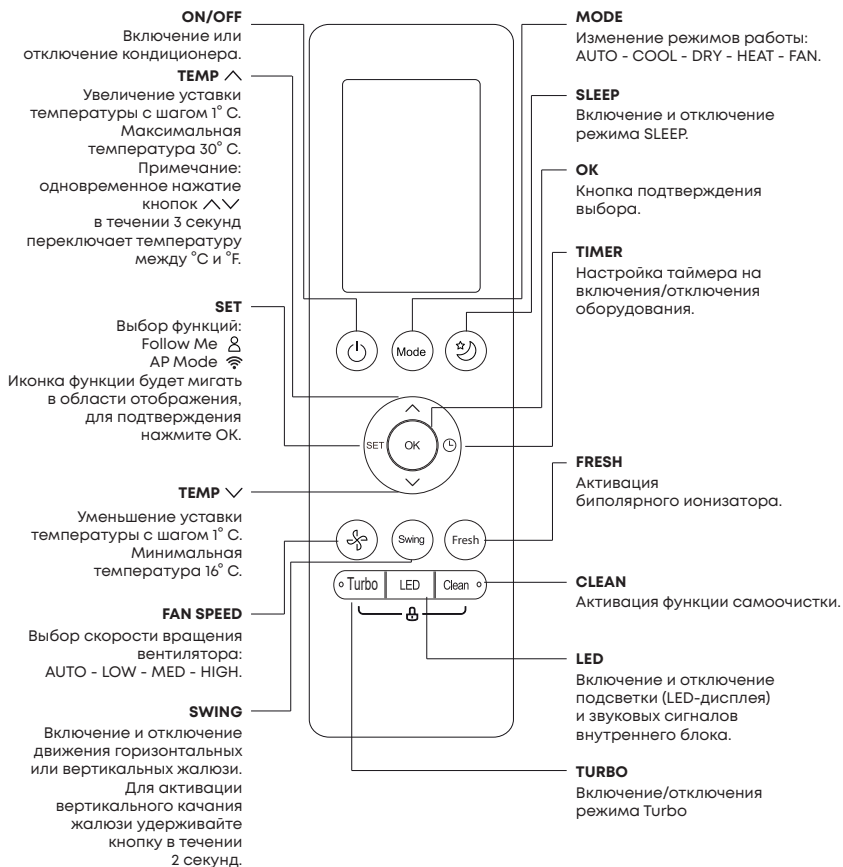 ON/OFF
Включение или
отключение кондиционера.
TEMP ︿
Увеличение уставки
температуры с шагом 1° C.
Максимальная
температура 30° C.
Примечание:
одновременное нажатие
кнопок ︿﹀
в течении 3 секунд
переключает температуру
между °C и °F.
SET
Выбор функций:
Follow Me
AP Mode
Иконка функции будет мигать
в области отображения,
для подтверждения
нажмите ОК.
TEMP ﹀
Уменьшение уставки
температуры с шагом 1° C.
Минимальная
температура 16° C.
FAN SPEED
Выбор скорости вращения
вентилятора:
AUTO - LOW - MED - HIGH.
SWING
Включение и отключение
движения горизонтальных
или вертикальных жалюзи.
Для активации
вертикального качания
жалюзи удерживайте
кнопку в течении
2 секунд.
Mode
SET
OK
Swing
Fresh
Turbo
LED
Clean
MODE
Изменение режимов работы:
AUTO - COOL - DRY - HEAT - FAN.
SLEEP
Включение и отключение
режима SLEEP.
OK
Кнопка подтверждения
выбора.
TIMER
Настройка таймера на
включения/отключения
оборудования.
FRESH
Активация
биполярного ионизатора.
CLEAN
Активация функции самоочистки.
LED
Включение и отключение
подсветки (LED-дисплея)
и звуковых сигналов
внутреннего блока.
TURBO
Включение/отключения
режима Turbo